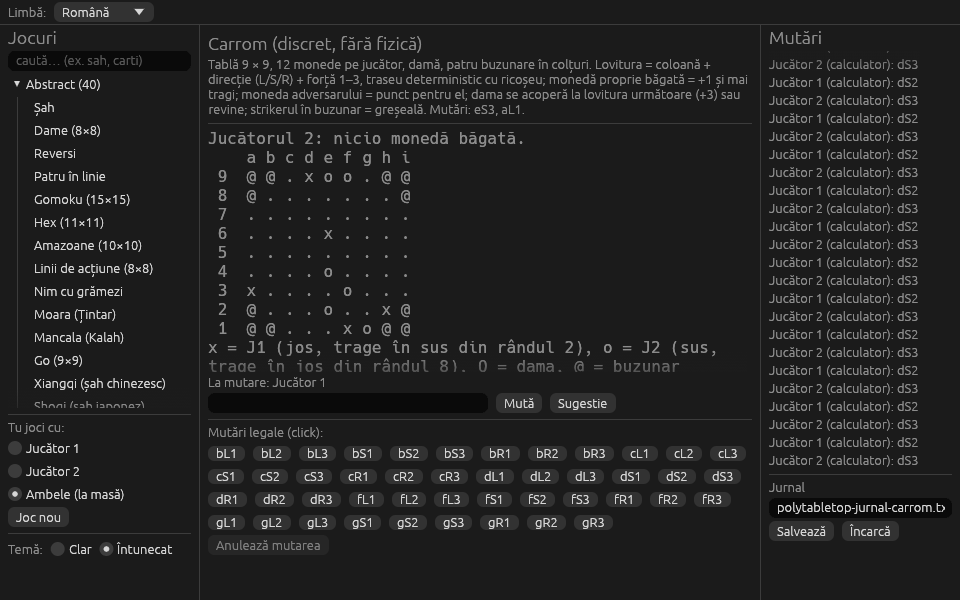 Limbă: Română
Jocuri
caută… (ex. sah, carti)
Abstract (40)
Șah
Dame (8×8)
Reversi
Patru în linie
Gomoku (15×15)
Hex (11×11)
Amazoane (10×10)
Linii de acțiune (8×8)
Nim cu grămezi
Moara (Țintar)
Mancala (Kalah)
Go (9×9)
Xiangqi (șah chinezesc)
Shogi (șah japonez)
Tu joci cu:
Jucător 1
Jucător 2
Ambele (la masă)
Joc nou
Temă: Clar Întunecat
Carrom (discret, fără fizică)
Tablă 9 × 9, 12 monede pe jucător, damă, patru buzunare în colțuri. Lovitura = coloană +
direcție (L/S/R) + forță 1–3, traseu deterministic cu ricoșeu; monedă proprie băgată = +1 și mai
tragi; moneda adversarului = punct pentru el; dama se acoperă la lovitura următoare (+3) sau
revine; strikerul în buzunar = greșeală. Mutări: eS3, aL1.
Jucătorul 2: nicio monedă băgată.
a b c d e f g h i
9 @ @ . x o o . @ @
8 @ . . . . . . . @
7 . . . . . . . . .
6 . . . . x . . . .
5 . . . . . . . . .
4 . . . . o . . . .
3 x . . . . o . . .
2 @ . . . o . . x @
1 @ @ . . . x o @ @
x = J1 (jos, trage în sus din rândul 2), o = J2 (sus,
trage în jos din rândul 8). O = dama. @ = buzunar
La mutare: Jucător 1
Mută Sugestie
Mutări legale (click):
bL1 bL2 bL3 bS1 bS2 bS3 bR1 bR2 bR3 cL1 cL2 cL3
cS1 cS2 cS3 cR1 cR2 cR3 dL1 dL2 dL3 dS1 dS2 dS3
dR1 dR2 dR3 fL1 fL2 fL3 fS1 fS2 fS3 fR1 fR2 fR3
gL1 gL2 gL3 gS1 gS2 gS3 gR1 gR2 gR3
Anulează mutarea
Mutări
Jucător 2 (calculator): dS3
Jucător 1 (calculator): dS2
Jucător 2 (calculator): dS3
Jucător 1 (calculator): dS2
Jucător 2 (calculator): dS3
Jucător 1 (calculator): dS2
Jucător 2 (calculator): dS3
Jucător 1 (calculator): dS2
Jucător 2 (calculator): dS3
Jucător 1 (calculator): dS2
Jucător 2 (calculator): dS3
Jucător 1 (calculator): dS2
Jucător 2 (calculator): dS3
Jucător 1 (calculator): dS2
Jucător 2 (calculator): dS3
Jucător 1 (calculator): dS2
Jucător 2 (calculator): dS3
Jucător 1 (calculator): dS2
Jucător 2 (calculator): dS3
Jucător 1 (calculator): dS2
Jucător 2 (calculator): dS3
Jucător 1 (calculator): dS2
Jucător 2 (calculator): dS3
Jurnal
polytabletop-jurnal-carrom.tx
Salvează Încarcă